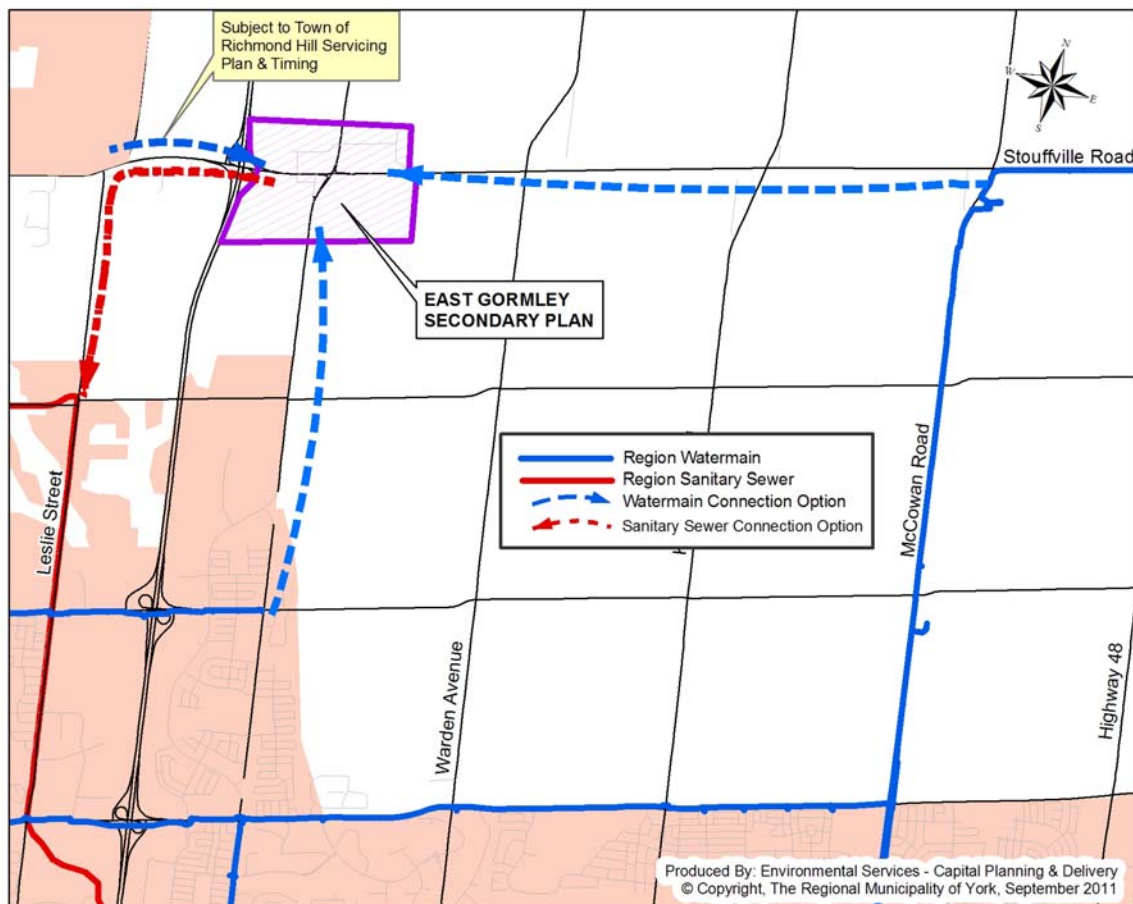 Subject to Town of
Richmond Hill Servicing
Plan & Timing
N
W
E
S
Stouffville Road
EAST GORMLEY
SECONDARY PLAN
Region Watermain
Region Sanitary Sewer
Watermain Connection Option
Sanitary Sewer Connection Option
Leslie Street
McCowan Road
Warden Avenue
Highway 48
Produced By: Environmental Services - Capital Planning & Delivery
© Copyright, The Regional Municipality of York, September 2011